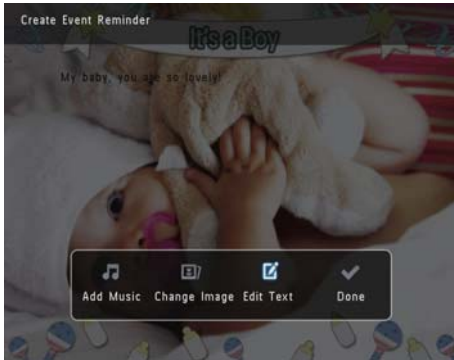 Create Event Reminder
It's a Boy
My baby, you are so lovely!
Add Music Change Image Edit Text Done